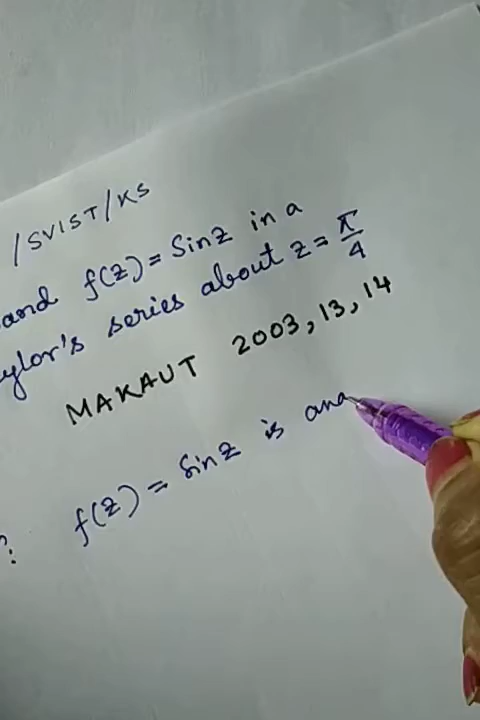 /SVIST/KS
and f(z) = Sinz in a
ylor's series about z = π/4
MAKAUT 2003, 13, 14
: f(z) = Sinz is ana